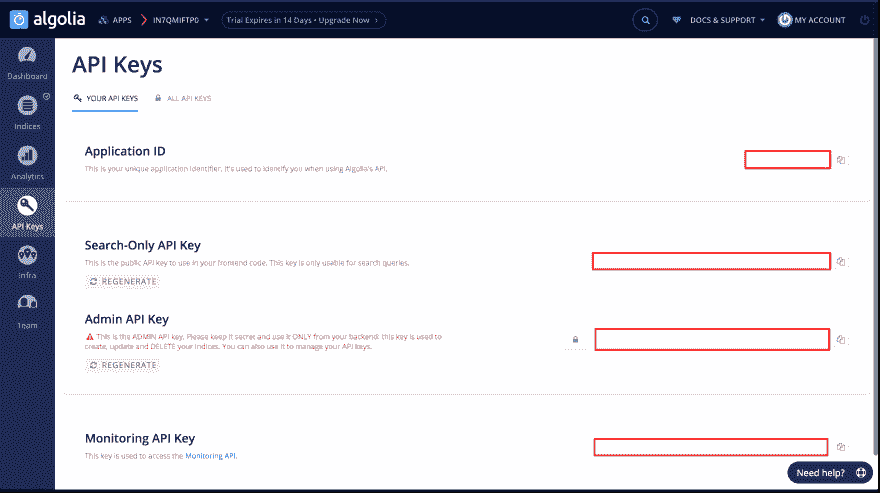 algolia
APPS
IN7QMIFTP0
Trial Expires in 14 Days • Upgrade Now
DOCS & SUPPORT
MY ACCOUNT
Dashboard
Indices
Analytics
API Keys
Infra
Team
API Keys
YOUR API KEYS
ALL API KEYS
Application ID
This is your unique application identifier. It's used to identify you when using Algolia's API.
Search-Only API Key
This is the public API key to use in your frontend code. This key is only usable for search queries.
REGENERATE
Admin API Key
This is the ADMIN API key. Please keep it secret and use it ONLY from your backend: this key is used to
create, update and DELETE your indices. You can also use it to manage your API keys.
REGENERATE
Monitoring API Key
This key is used to access the Monitoring API.
Need help?